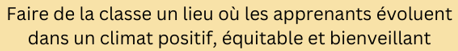 Faire de la classe un lieu où les apprenants évoluent
dans un climat positif, équitable et bienveillant